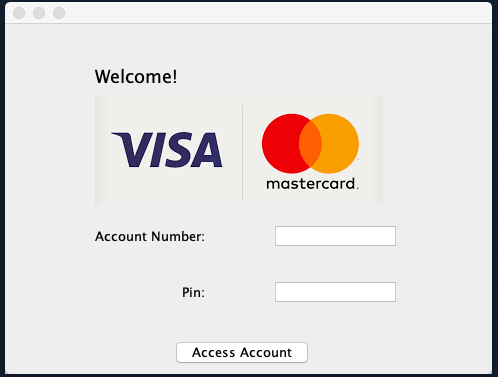 Welcome!
VISA
mastercard.
Account Number:
Pin:
Access Account